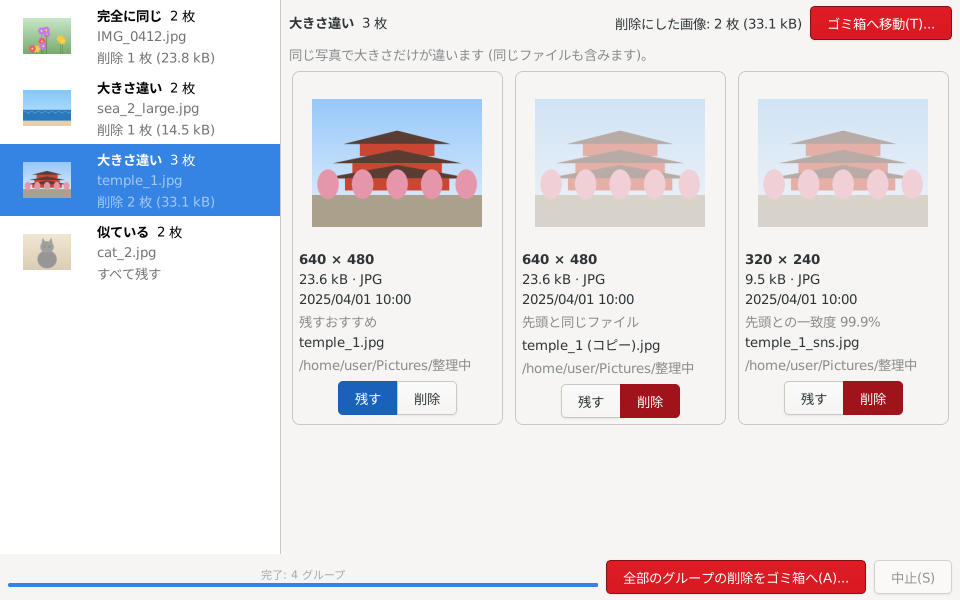 完全に同じ 2 枚
IMG_0412.jpg
削除 1 枚 (23.8 kB)
大きさ違い 2 枚
sea_2_large.jpg
削除 1 枚 (14.5 kB)
大きさ違い 3 枚
temple_1.jpg
削除 2 枚 (33.1 kB)
似ている 2 枚
cat_2.jpg
すべて残す
大きさ違い 3 枚
削除にした画像: 2 枚 (33.1 kB)
ゴミ箱へ移動(T)...
同じ写真で大きさだけが違います (同じファイルも含みます)。
640 × 480
23.6 kB · JPG
2025/04/01 10:00
残すおすすめ
temple_1.jpg
/home/user/Pictures/整理中
残す 削除
640 × 480
23.6 kB · JPG
2025/04/01 10:00
先頭と同じファイル
temple_1 (コピー).jpg
/home/user/Pictures/整理中
残す 削除
320 × 240
9.5 kB · JPG
2025/04/01 10:00
先頭との一致度 99.9%
temple_1_sns.jpg
/home/user/Pictures/整理中
残す 削除
完了: 4 グループ
全部のグループの削除をゴミ箱へ(A)...
中止(S)